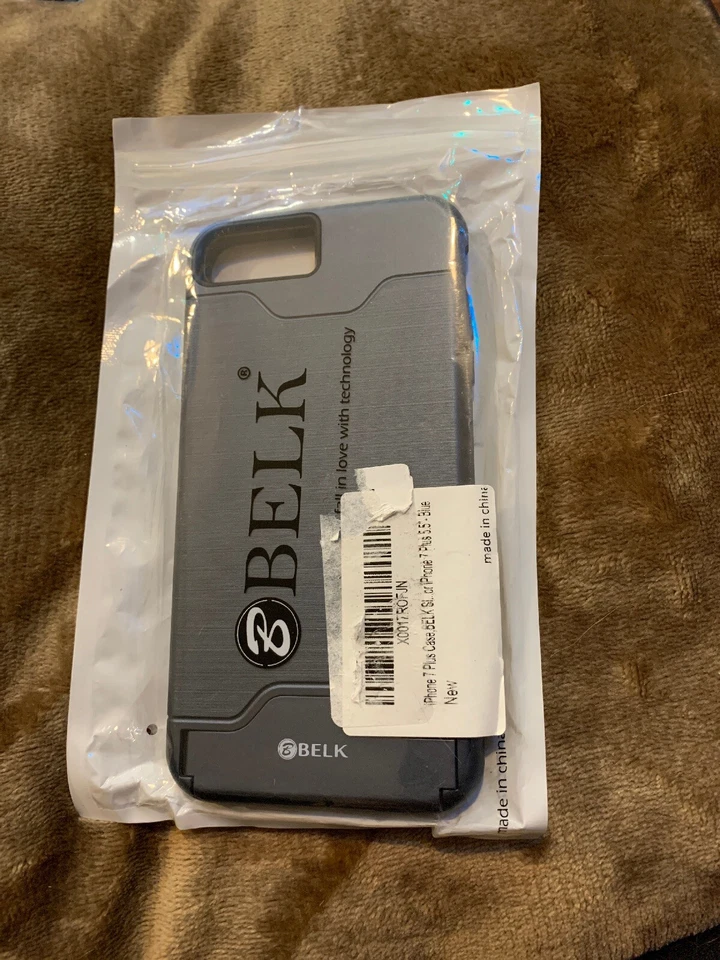 BELK®
fall in love with technology
X0017ROFJN
iPhone 7 Plus Case,BELK Sl...or iPhone 7 Plus 5.5"- Blue
New
made in china
BELK
made in china